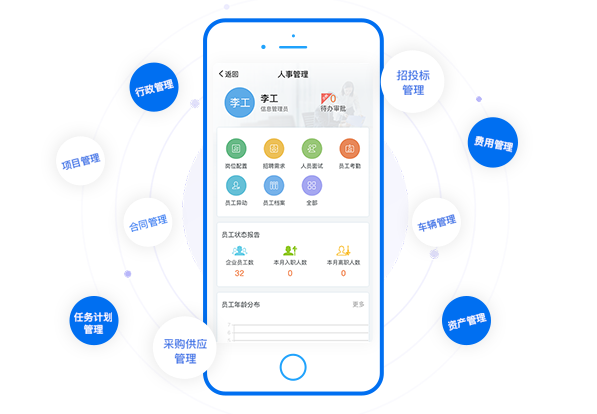 返回
人事管理
李工
李工
信息管理员
0
待办审批
岗位配置
招聘需求
人员面试
员工考勤
员工异动
员工档案
全部
员工状态报告
企业员工数
本月入职人数
本月离职人数
32
0
0
员工年龄分布
更多
行政管理
项目管理
合同管理
任务计划
管理
采购供应
管理
招投标
管理
费用管理
车辆管理
资产管理